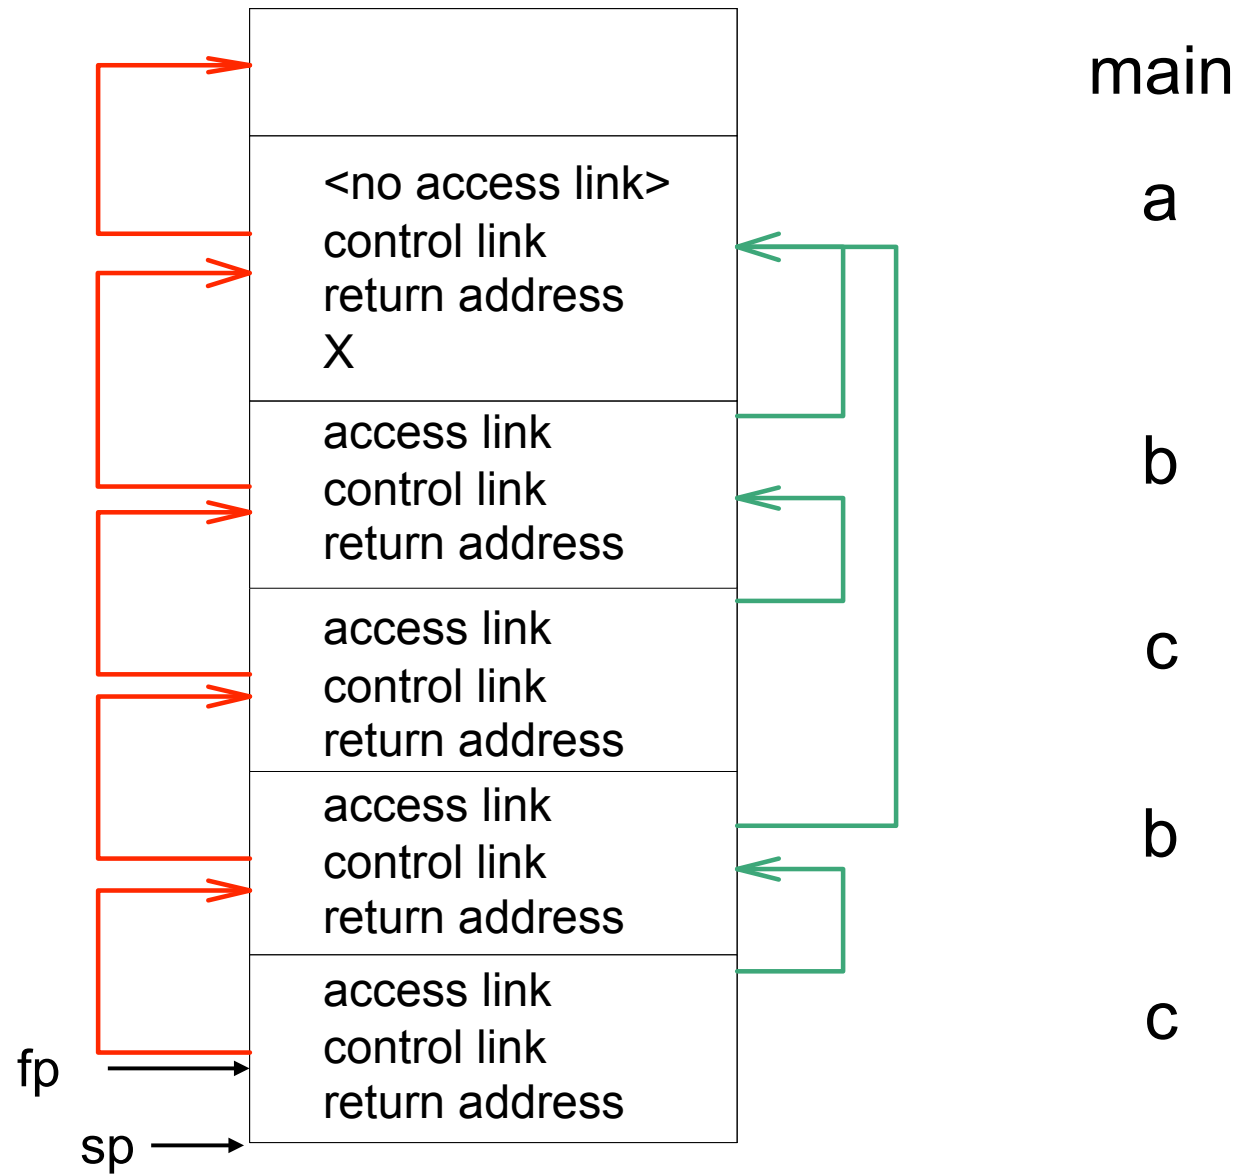 main
<no access link>
a
control link
return address
X
access link
b
control link
return address
access link
c
control link
return address
access link
b
control link
return address
access link
c
control link
fp
return address
sp